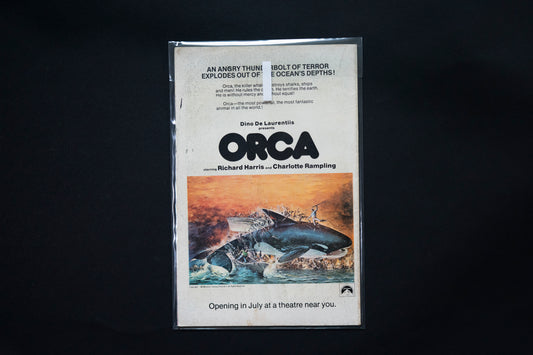 AN ANGRY THUNDERBOLT OF TERROR
EXPLODES OUT OF THE OCEAN'S DEPTHS!
Orca, the killer whale, destroys sharks, ships
and men! He rules the He terrifies the earth.
He is without mercy and without equal!
Orca—the most powerful, the most fantastic
animal in all the world.
Dino De Laurentiis
presents
ORCA
starring Richard Harris and Charlotte Rampling
Opening in July at a theatre near you.